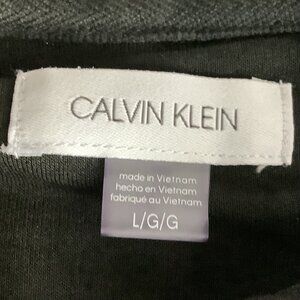 CALVIN KLEIN
made in Vietnam
hecho en Vietnam
fabriqué au Vietnam
L/G/G